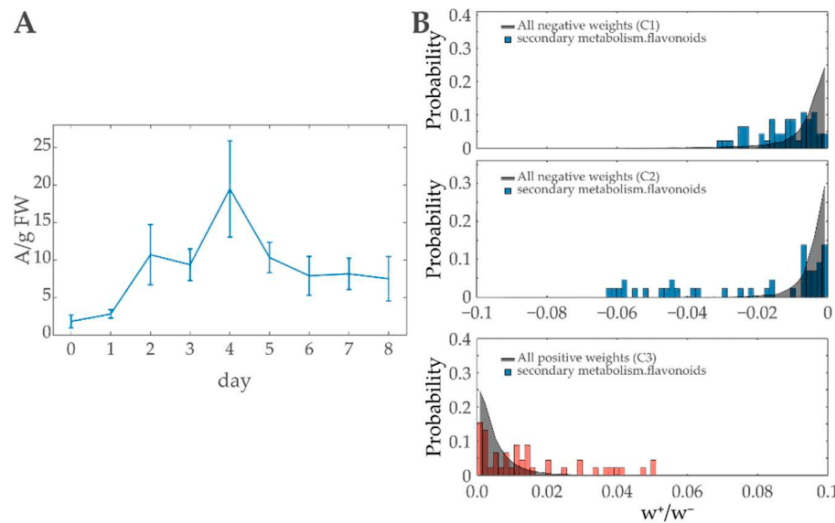 A
A/g FW
25
20
15
10
5
0
0 1 2 3 4 5 6 7 8
day
B
Probability
0.4
0.3
0.2
0.1
0
All negative weights (C1)
secondary metabolism.flavonoids
Probability
0.3
0.2
0.1
0
All negative weights (C2)
secondary metabolism.flavonoids
−0.1 −0.08 −0.06 −0.04 −0.02 0
Probability
0.4
0.3
0.2
0.1
0
All positive weights (C3)
secondary metabolism.flavonoids
0.0 0.02 0.04 0.06 0.08 0.1
w⁺/w⁻